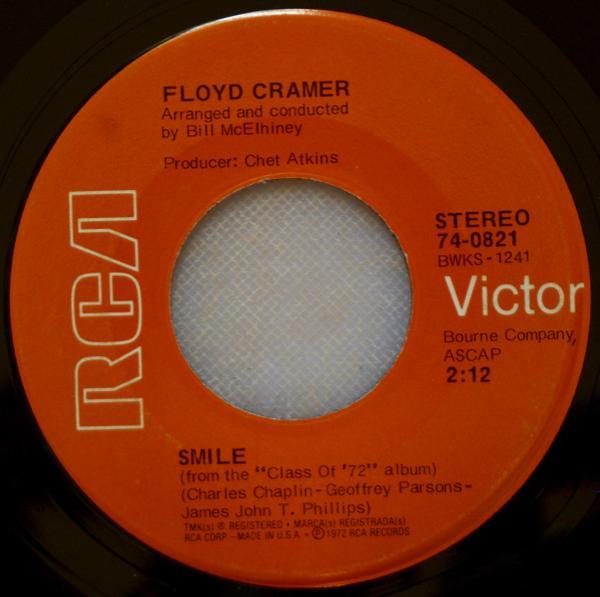 FLOYD CRAMER
Arranged and conducted
by Bill McElhiney
Producer: Chet Atkins
RCA
STEREO
74-0821
BWKS-1241
Victor
Bourne Company,
ASCAP
2:12
SMILE
(from the "Class Of '72" album)
(Charles Chaplin-Geoffrey Parsons-
James John T. Phillips)
TMK(s) ® REGISTERED • MARCA(s) REGISTRADA(s)
RCA CORP.-MADE IN U.S.A. • ℗1972 RCA RECORDS